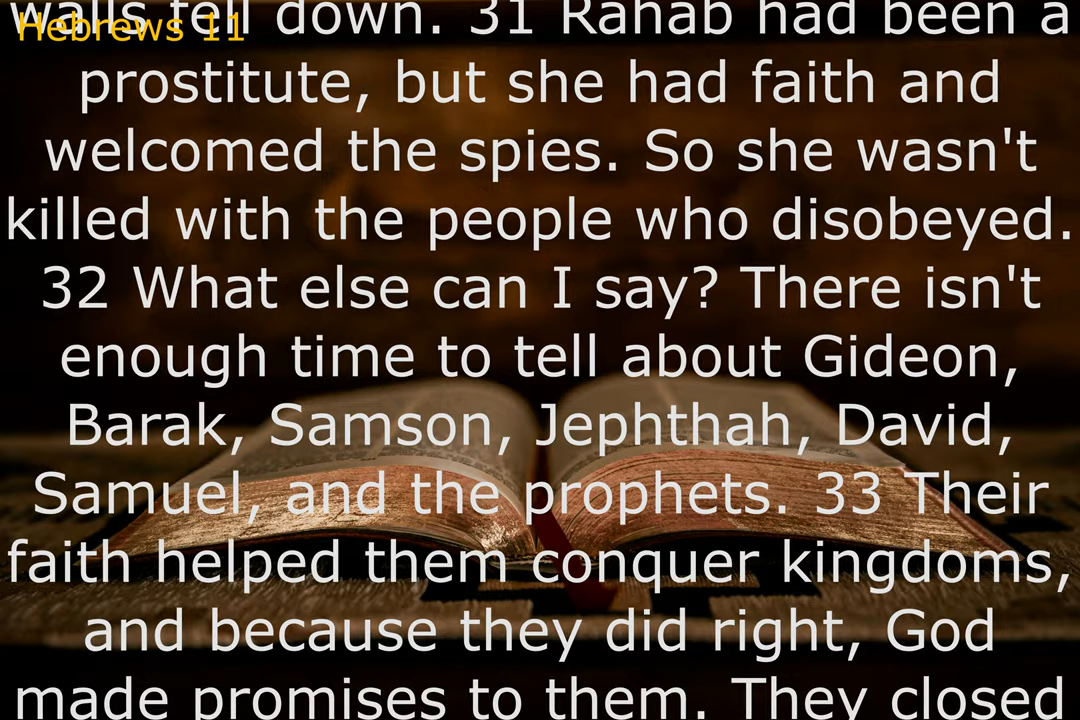 Hebrews 11
walls fell down. 31 Rahab had been a
prostitute, but she had faith and
welcomed the spies. So she wasn't
killed with the people who disobeyed.
32 What else can I say? There isn't
enough time to tell about Gideon,
Barak, Samson, Jephthah, David,
Samuel, and the prophets. 33 Their
faith helped them conquer kingdoms,
and because they did right, God
made promises to them. They closed